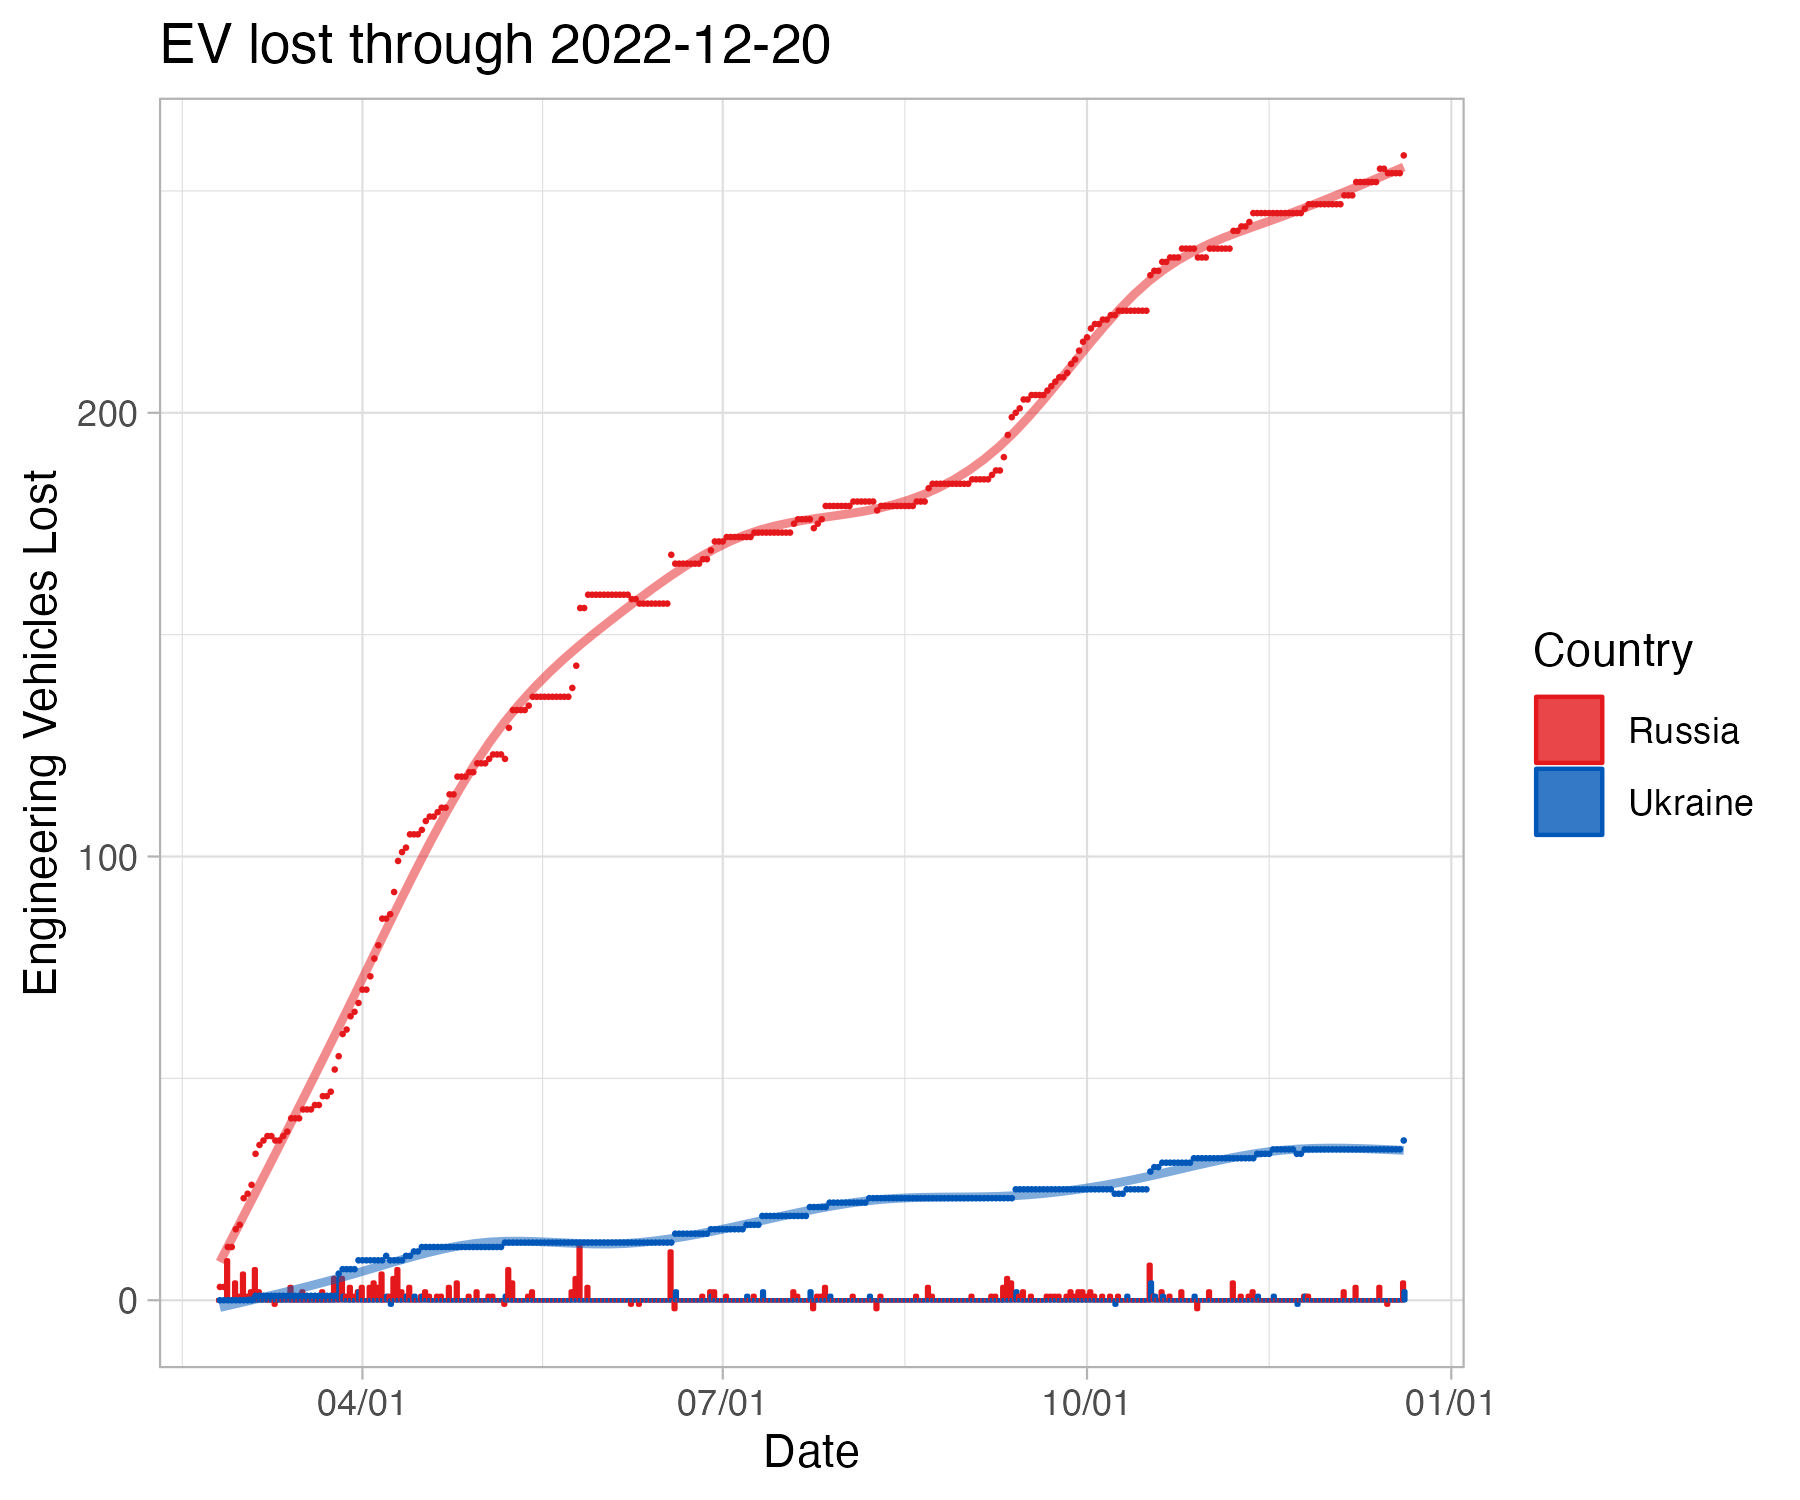 EV lost through 2022-12-20
Engineering Vehicles Lost
200
100
0
04/01
07/01
10/01
01/01
Date
Country
Russia
Ukraine